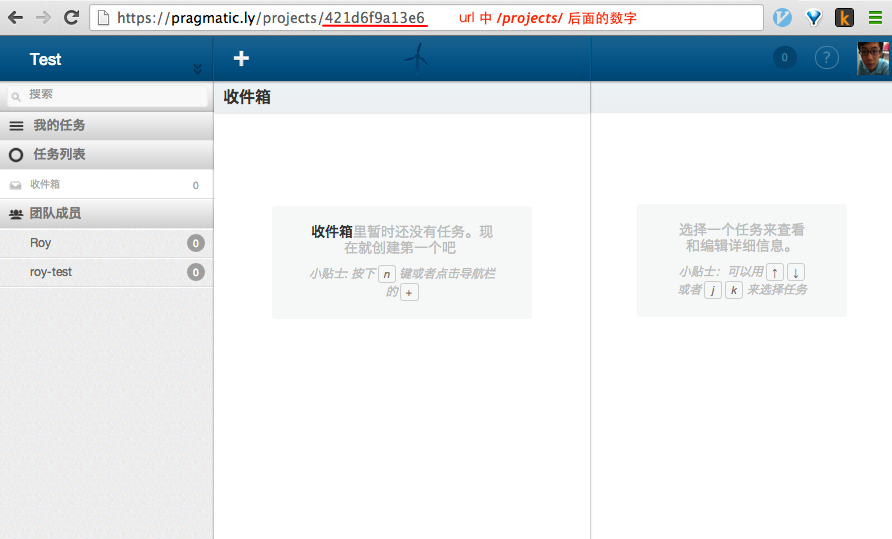 https://pragmatic.ly/projects/421d6f9a13e6 url 中 /projects/ 后面的数字
Test
0
?
搜索
我的任务
任务列表
收件箱 0
团队成员
Roy 0
roy-test 0
收件箱
收件箱里暂时还没有任务。现
在就创建第一个吧
小贴士: 按下 n 键或者点击导航栏
的 +
选择一个任务来查看
和编辑详细信息。
小贴士：可以用 ↑ ↓
或者 j k 来选择任务